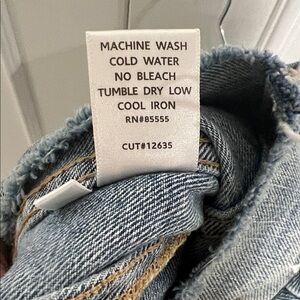 MACHINE WASH
COLD WATER
NO BLEACH
TUMBLE DRY LOW
COOL IRON
RN#85555
CUT#12635